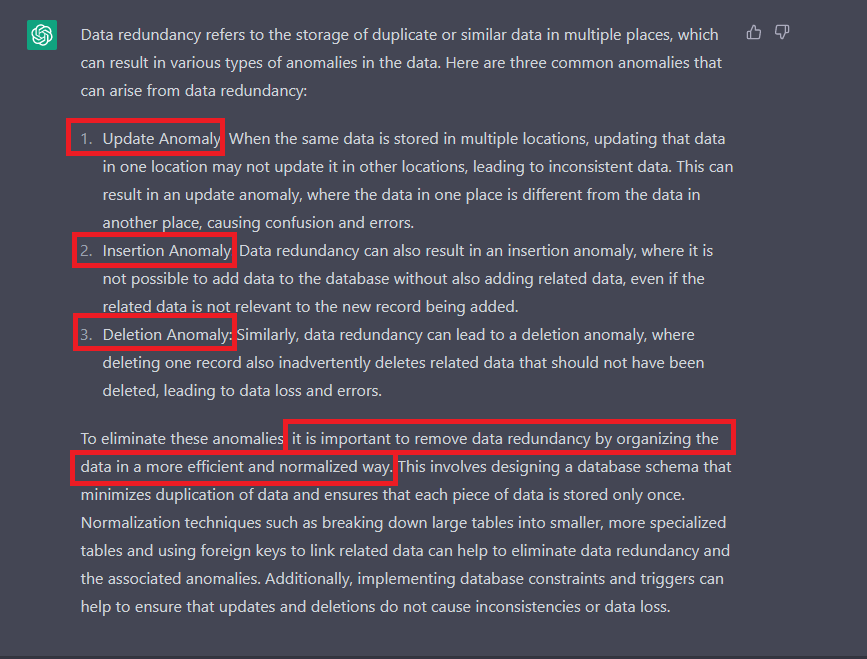 Data redundancy refers to the storage of duplicate or similar data in multiple places, which
can result in various types of anomalies in the data. Here are three common anomalies that
can arise from data redundancy:
1. Update Anomaly: When the same data is stored in multiple locations, updating that data
in one location may not update it in other locations, leading to inconsistent data. This can
result in an update anomaly, where the data in one place is different from the data in
another place, causing confusion and errors.
2. Insertion Anomaly: Data redundancy can also result in an insertion anomaly, where it is
not possible to add data to the database without also adding related data, even if the
related data is not relevant to the new record being added.
3. Deletion Anomaly: Similarly, data redundancy can lead to a deletion anomaly, where
deleting one record also inadvertently deletes related data that should not have been
deleted, leading to data loss and errors.
To eliminate these anomalies, it is important to remove data redundancy by organizing the
data in a more efficient and normalized way. This involves designing a database schema that
minimizes duplication of data and ensures that each piece of data is stored only once.
Normalization techniques such as breaking down large tables into smaller, more specialized
tables and using foreign keys to link related data can help to eliminate data redundancy and
the associated anomalies. Additionally, implementing database constraints and triggers can
help to ensure that updates and deletions do not cause inconsistencies or data loss.